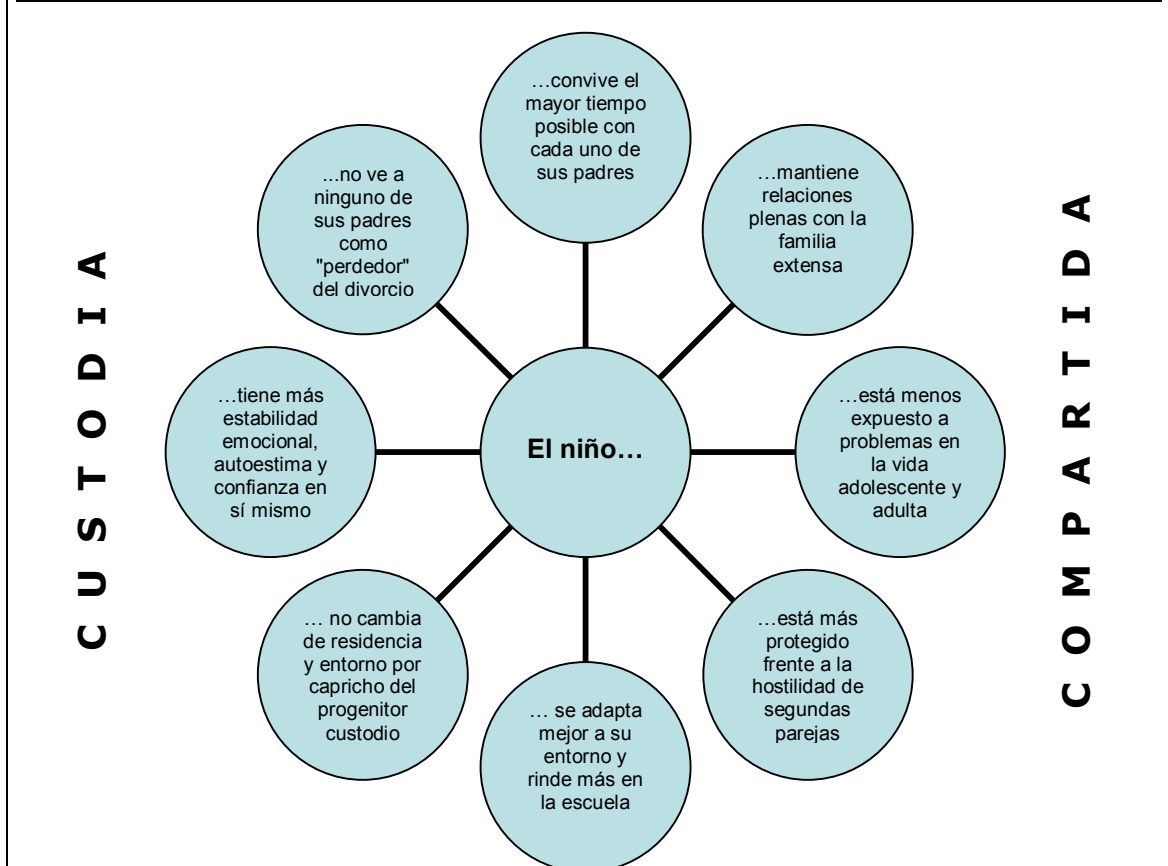 CUSTODIA
COMPARTIDA
El niño…
…convive el
mayor tiempo
posible con
cada uno de
sus padres
…mantiene
relaciones
plenas con la
familia
extensa
…está menos
expuesto a
problemas en
la vida
adolescente y
adulta
…está más
protegido
frente a la
hostilidad de
segundas
parejas
… se adapta
mejor a su
entorno y
rinde más en
la escuela
… no cambia
de residencia
y entorno por
capricho del
progenitor
custodio
…tiene más
estabilidad
emocional,
autoestima y
confianza en
sí mismo
...no ve a
ninguno de
sus padres
como
"perdedor"
del divorcio